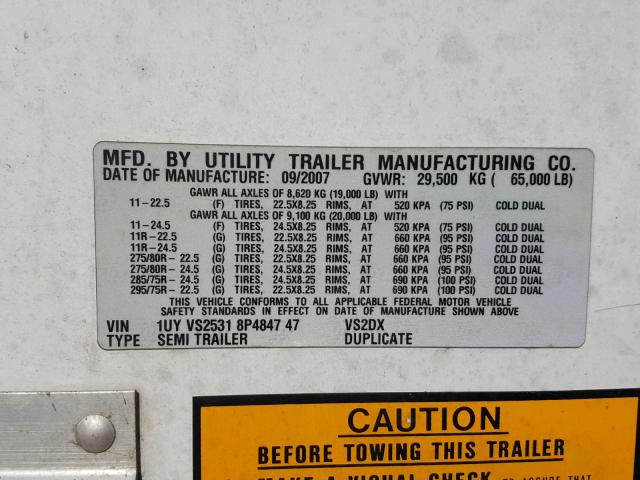 MFD. BY UTILITY TRAILER MANUFACTURING CO.
DATE OF MANUFACTURE: 09/2007 GVWR: 29,500 KG ( 65,000 LB)
GAWR ALL AXLES OF 8,620 KG (19,000 LB) WITH
11-22.5 (F) TIRES, 22.5X8.25 RIMS, AT 520 KPA (75 PSI) COLD DUAL
GAWR ALL AXLES OF 9,100 KG (20,000 LB) WITH
11-24.5 (F) TIRES, 24.5X8.25 RIMS, AT 520 KPA (75 PSI) COLD DUAL
11R-22.5 (G) TIRES, 22.5X8.25 RIMS, AT 660 KPA (95 PSI) COLD DUAL
11R-24.5 (G) TIRES, 24.5X8.25 RIMS, AT 660 KPA (95 PSI) COLD DUAL
275/80R-22.5 (G) TIRES, 22.5X8.25 RIMS, AT 660 KPA (95 PSI) COLD DUAL
275/80R-24.5 (G) TIRES, 24.5X8.25 RIMS, AT 660 KPA (95 PSI) COLD DUAL
285/75R-24.5 (G) TIRES, 24.5X8.25 RIMS, AT 690 KPA (100 PSI) COLD DUAL
295/75R-22.5 (G) TIRES, 22.5X8.25 RIMS, AT 690 KPA (100 PSI) COLD DUAL
THIS VEHICLE CONFORMS TO ALL APPLICABLE FEDERAL MOTOR VEHICLE
SAFETY STANDARDS IN EFFECT ON DATE OF MANUFACTURE SHOWN ABOVE
VIN 1UY VS2531 8P4847 47 VS2DX
TYPE SEMI TRAILER DUPLICATE
CAUTION
BEFORE TOWING THIS TRAILER
MAKE A VISUAL CHECK TO ASSURE THAT